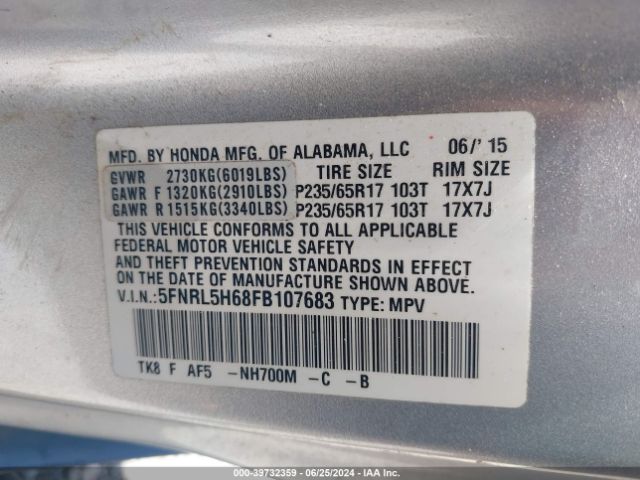 MFD. BY HONDA MFG. OF ALABAMA, LLC 06/'15
GVWR 2730KG(6019LBS) TIRE SIZE RIM SIZE
GAWR F 1320KG(2910LBS) P235/65R17 103T 17X7J
GAWR R 1515KG(3340LBS) P235/65R17 103T 17X7J
THIS VEHICLE CONFORMS TO ALL APPLICABLE
FEDERAL MOTOR VEHICLE SAFETY
AND THEFT PREVENTION STANDARDS IN EFFECT
ON THE DATE OF MANUFACTURE SHOWN ABOVE.
V.I.N.:5FNRL5H68FB107683 TYPE: MPV
TK8 F AF5 -NH700M -C -B
000-39732359 - 06/25/2024 - IAA Inc.